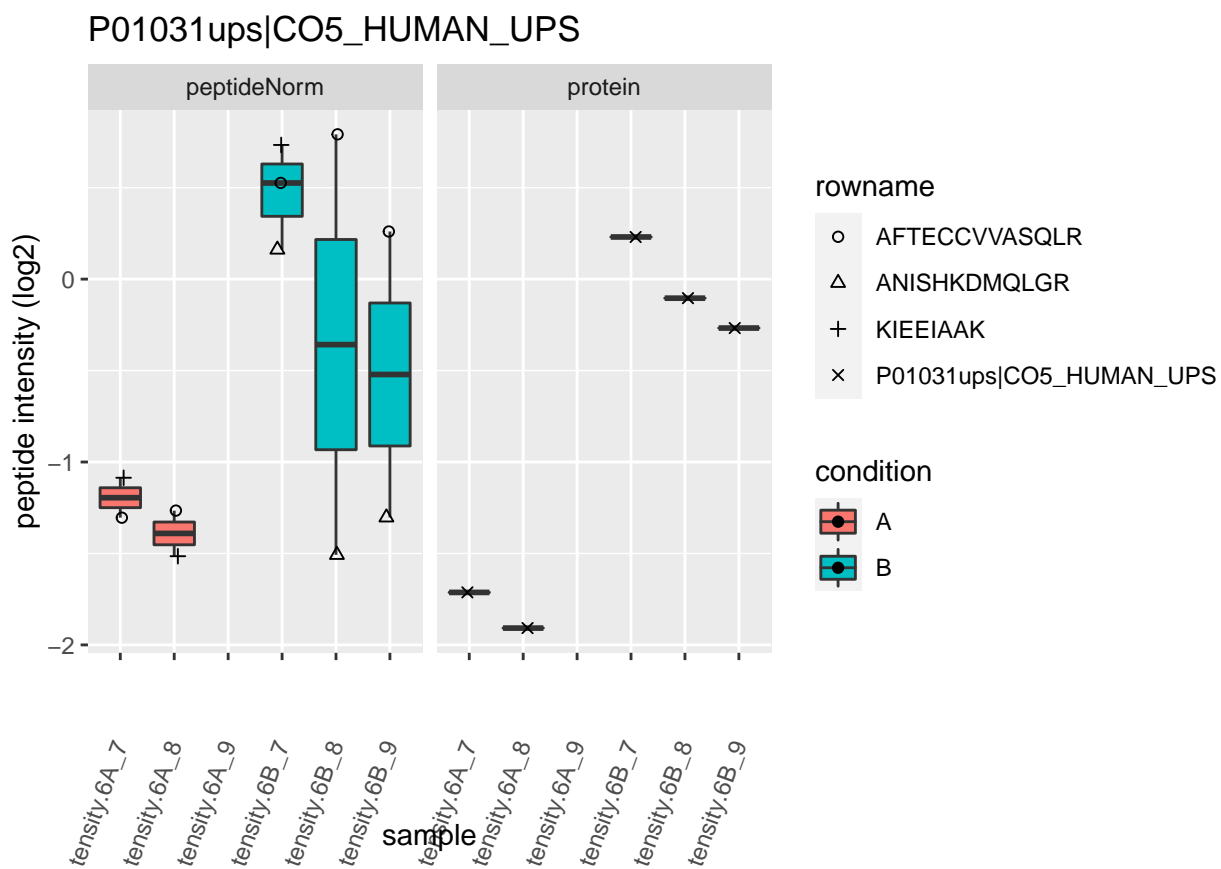 P01031ups|CO5_HUMAN_UPS
peptideNorm
protein
peptide intensity (log2)
0
−1
−2
tensity.6A_7
tensity.6A_8
tensity.6A_9
tensity.6B_7
tensity.6B_8
tensity.6B_9
tensity.6A_7
tensity.6A_8
tensity.6A_9
tensity.6B_7
tensity.6B_8
tensity.6B_9
sample
rowname
AFTECCVVASQLR
ANISHKDMQLGR
KIEEIAAK
P01031ups|CO5_HUMAN_UPS
condition
A
B